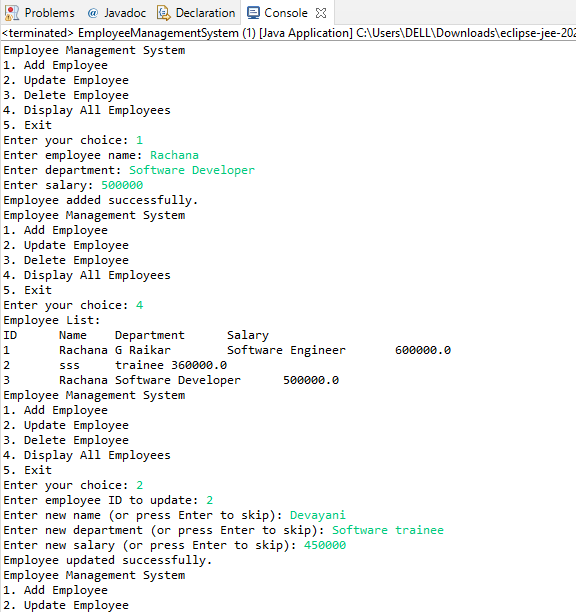 Problems @ Javadoc Declaration Console
<terminated> EmployeeManagementSystem (1) [Java Application] C:\Users\DELL\Downloads\eclipse-jee-202
Employee Management System
1. Add Employee
2. Update Employee
3. Delete Employee
4. Display All Employees
5. Exit
Enter your choice: 1
Enter employee name: Rachana
Enter department: Software Developer
Enter salary: 500000
Employee added successfully.
Employee Management System
1. Add Employee
2. Update Employee
3. Delete Employee
4. Display All Employees
5. Exit
Enter your choice: 4
Employee List:
ID Name Department Salary
1 Rachana G Raikar Software Engineer 600000.0
2 sss trainee 360000.0
3 Rachana Software Developer 500000.0
Employee Management System
1. Add Employee
2. Update Employee
3. Delete Employee
4. Display All Employees
5. Exit
Enter your choice: 2
Enter employee ID to update: 2
Enter new name (or press Enter to skip): Devayani
Enter new department (or press Enter to skip): Software trainee
Enter new salary (or press Enter to skip): 450000
Employee updated successfully.
Employee Management System
1. Add Employee
2. Update Employee